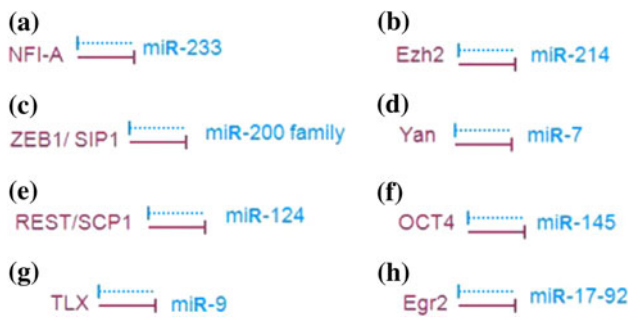 (a)
NFI-A miR-233
(b)
Ezh2 miR-214
(c)
ZEB1/ SIP1 miR-200 family
(d)
Yan miR-7
(e)
REST/SCP1 miR-124
(f)
OCT4 miR-145
(g)
TLX miR-9
(h)
Egr2 miR-17-92